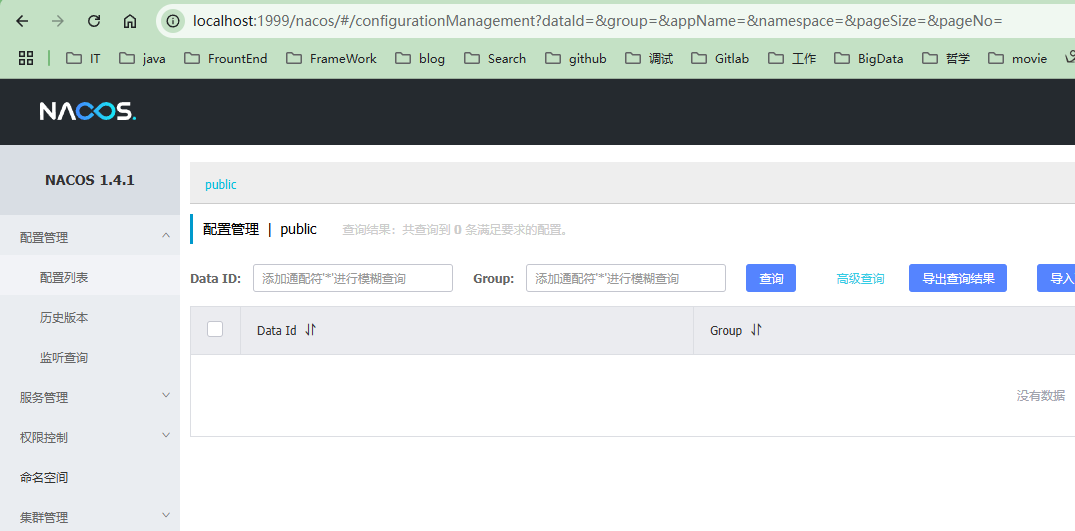 localhost:1999/nacos/#/configurationManagement?dataId=&group=&appName=&namespace=&pageSize=&pageNo=
IT java FrountEnd FrameWork blog Search github 调试 Gitlab 工作 BigData 哲学 movie
NACOS.
NACOS 1.4.1
public
配置管理 | public 查询结果：共查询到 0 条满足要求的配置。
配置管理
配置列表
历史版本
监听查询
服务管理
权限控制
命名空间
集群管理
Data ID: 添加通配符'*'进行模糊查询 Group: 添加通配符'*'进行模糊查询 查询 高级查询 导出查询结果 导入
Data Id Group
没有数据